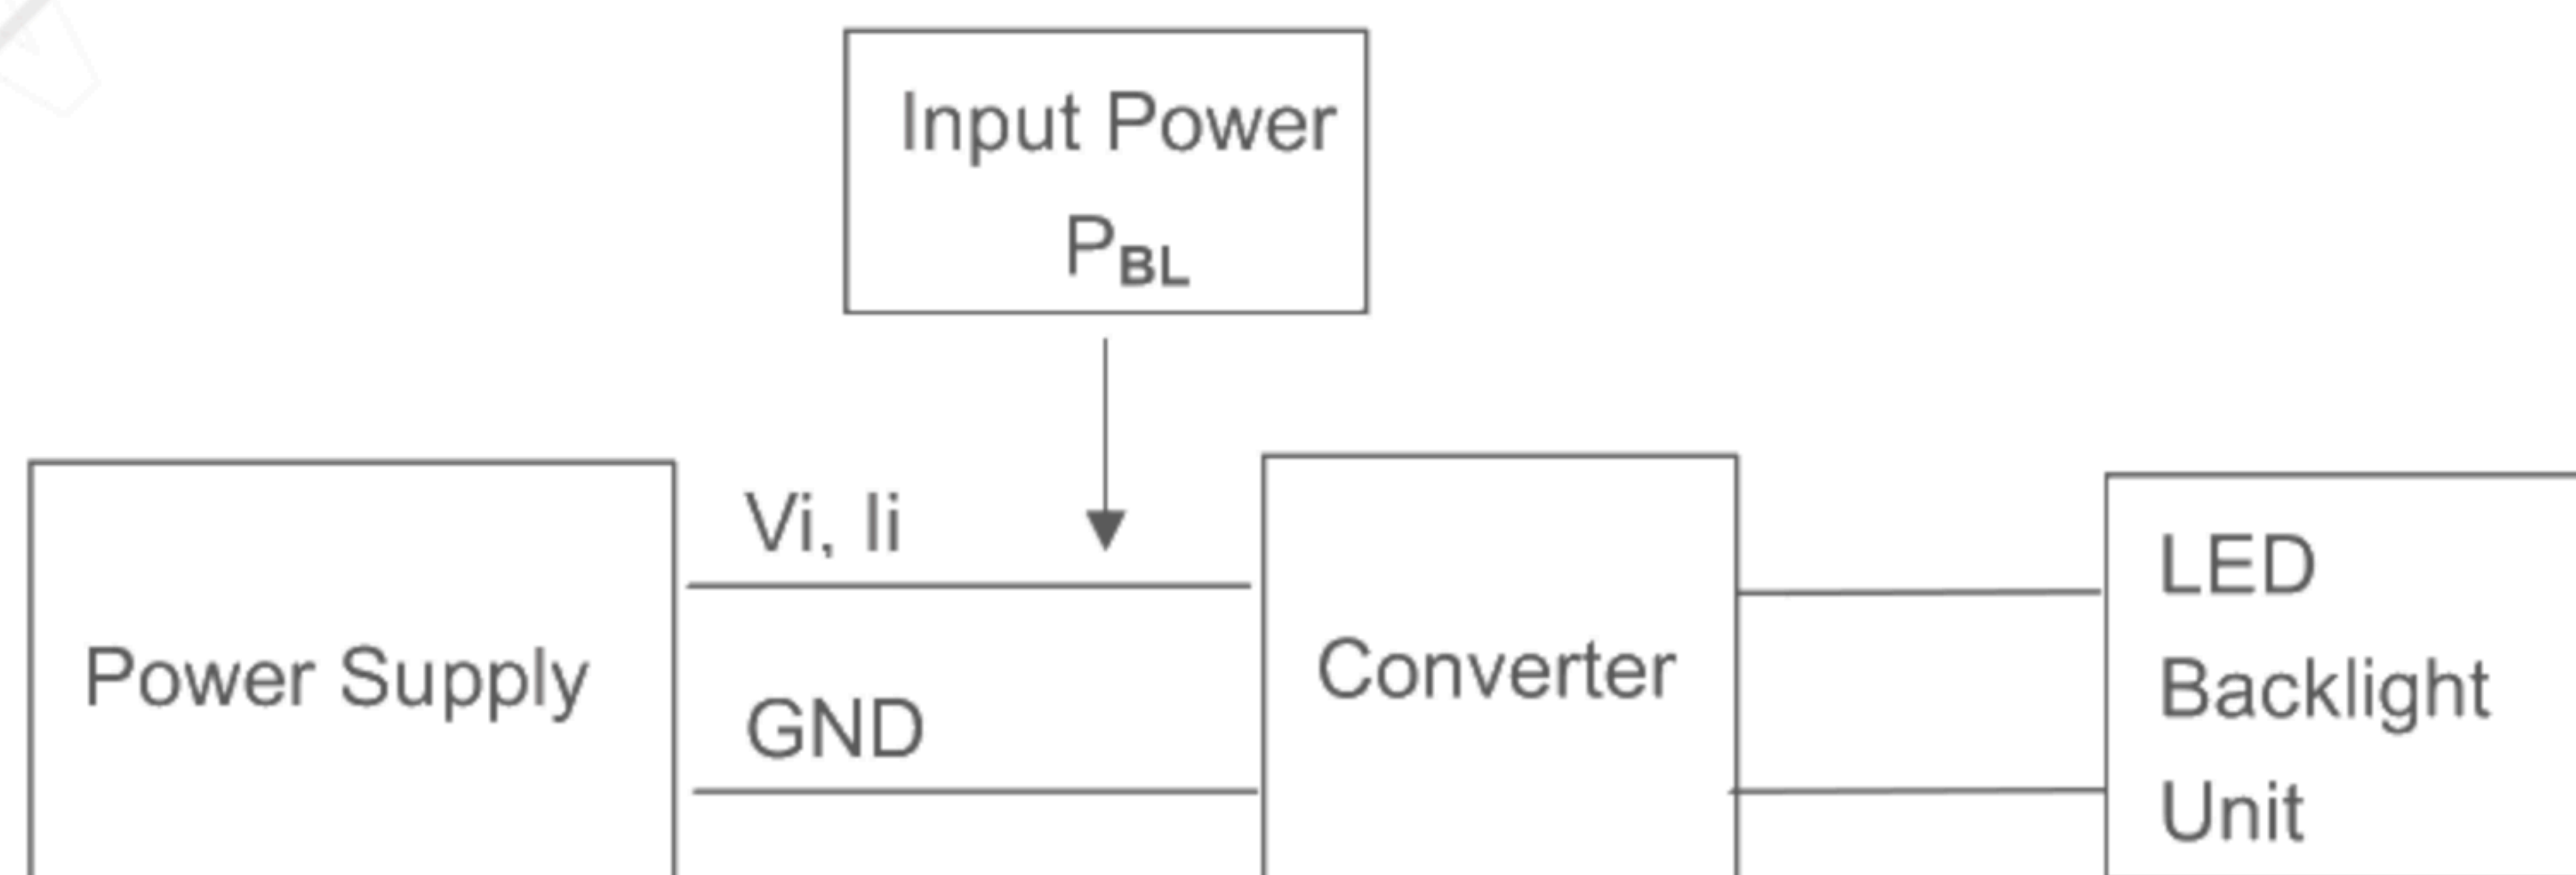 Input Power
PBL
Vi, Ii
Power Supply
GND
Converter
LED
Backlight
Unit